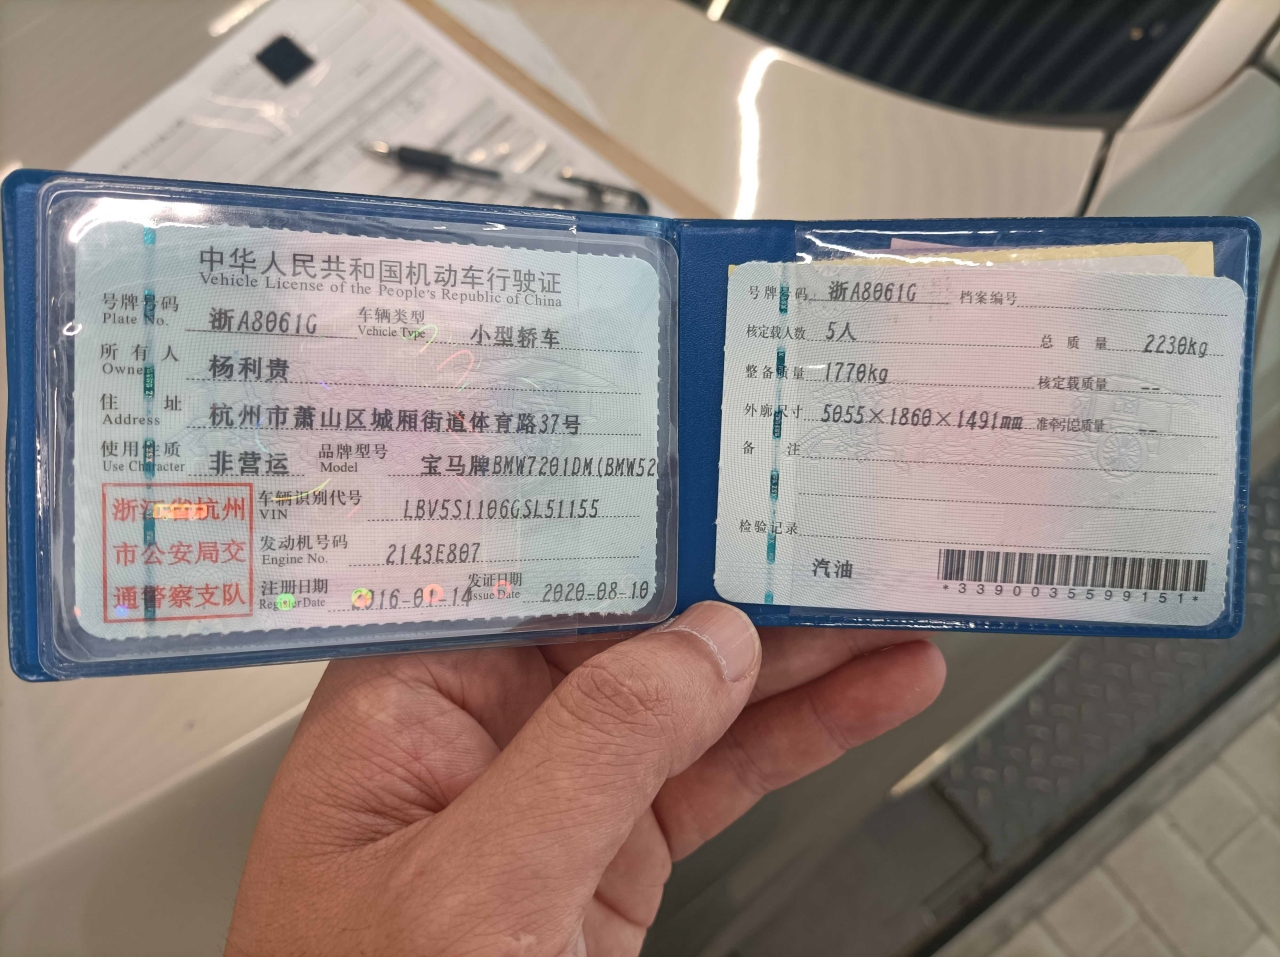 中华人民共和国机动车行驶证
Vehicle License of the People's Republic of China
号牌号码 浙A8061G 车辆类型 小型轿车
Plate No. Vehicle Type
所有人 杨利贵
Owner
住址 杭州市萧山区城厢街道体育路37号
Address
使用性质 非营运 品牌型号 宝马牌BMW7201DM(BMW52
Use Character Model
浙江省杭州
市公安局交
通警察支队
车辆识别代号 LBV5S1106GSL51155
VIN
发动机号码 2143E807
Engine No.
注册日期 2016-01-14 发证日期 2020-08-10
Register Date Issue Date
号牌号码 浙A8061G 档案编号
核定载人数 5人 总质量 2230kg
整备质量 1770kg 核定载质量 --
外廓尺寸 5055×1860×1491mm 准牵引总质量 --
备注
检验记录
汽油
*3390035599151*